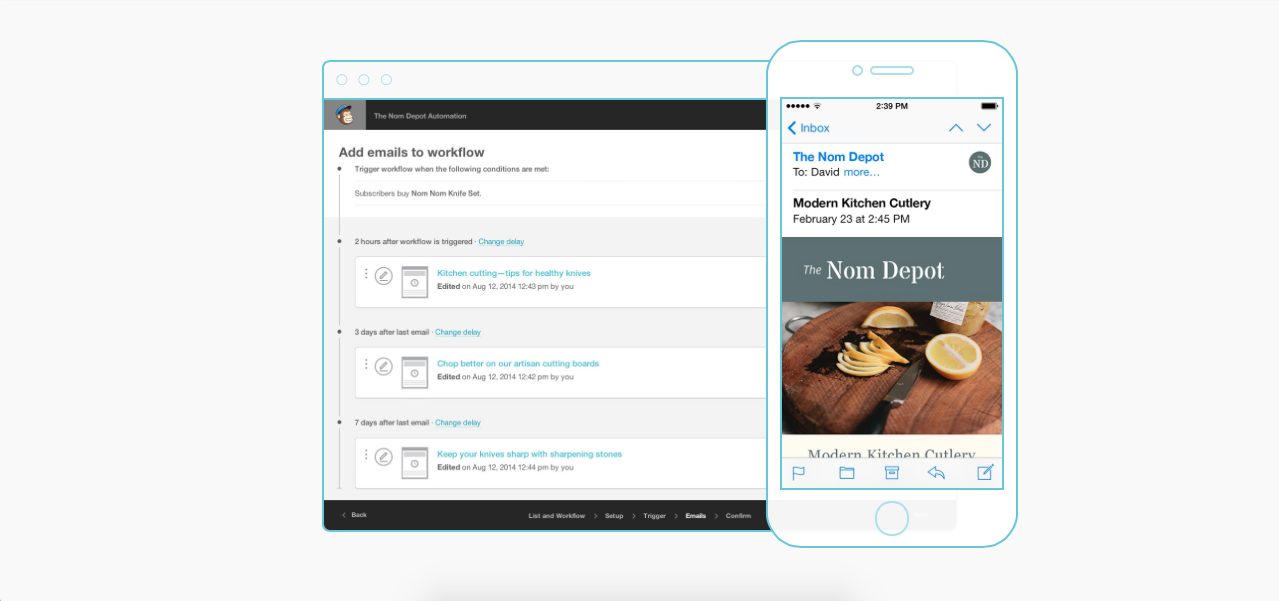 The Nom Depot Automation
Add emails to workflow
Trigger workflow when the following conditions are met:
Subscribers buy Nom Nom Knife Set.
2 hours after workflow is triggered · Change delay
Kitchen cutting—tips for healthy knives
Edited on Aug 12, 2014 12:43 pm by you
3 days after last email · Change delay
Chop better on our artisan cutting boards
Edited on Aug 12, 2014 12:42 pm by you
7 days after last email · Change delay
Keep your knives sharp with sharpening stones
Edited on Aug 12, 2014 12:44 pm by you
Back
List and Workflow > Setup > Trigger > Emails > Confirm
2:39 PM
Inbox
The Nom Depot
To: David more...
ND
Modern Kitchen Cutlery
February 23 at 2:45 PM
The Nom Depot
Modern Kitchen Cutlery